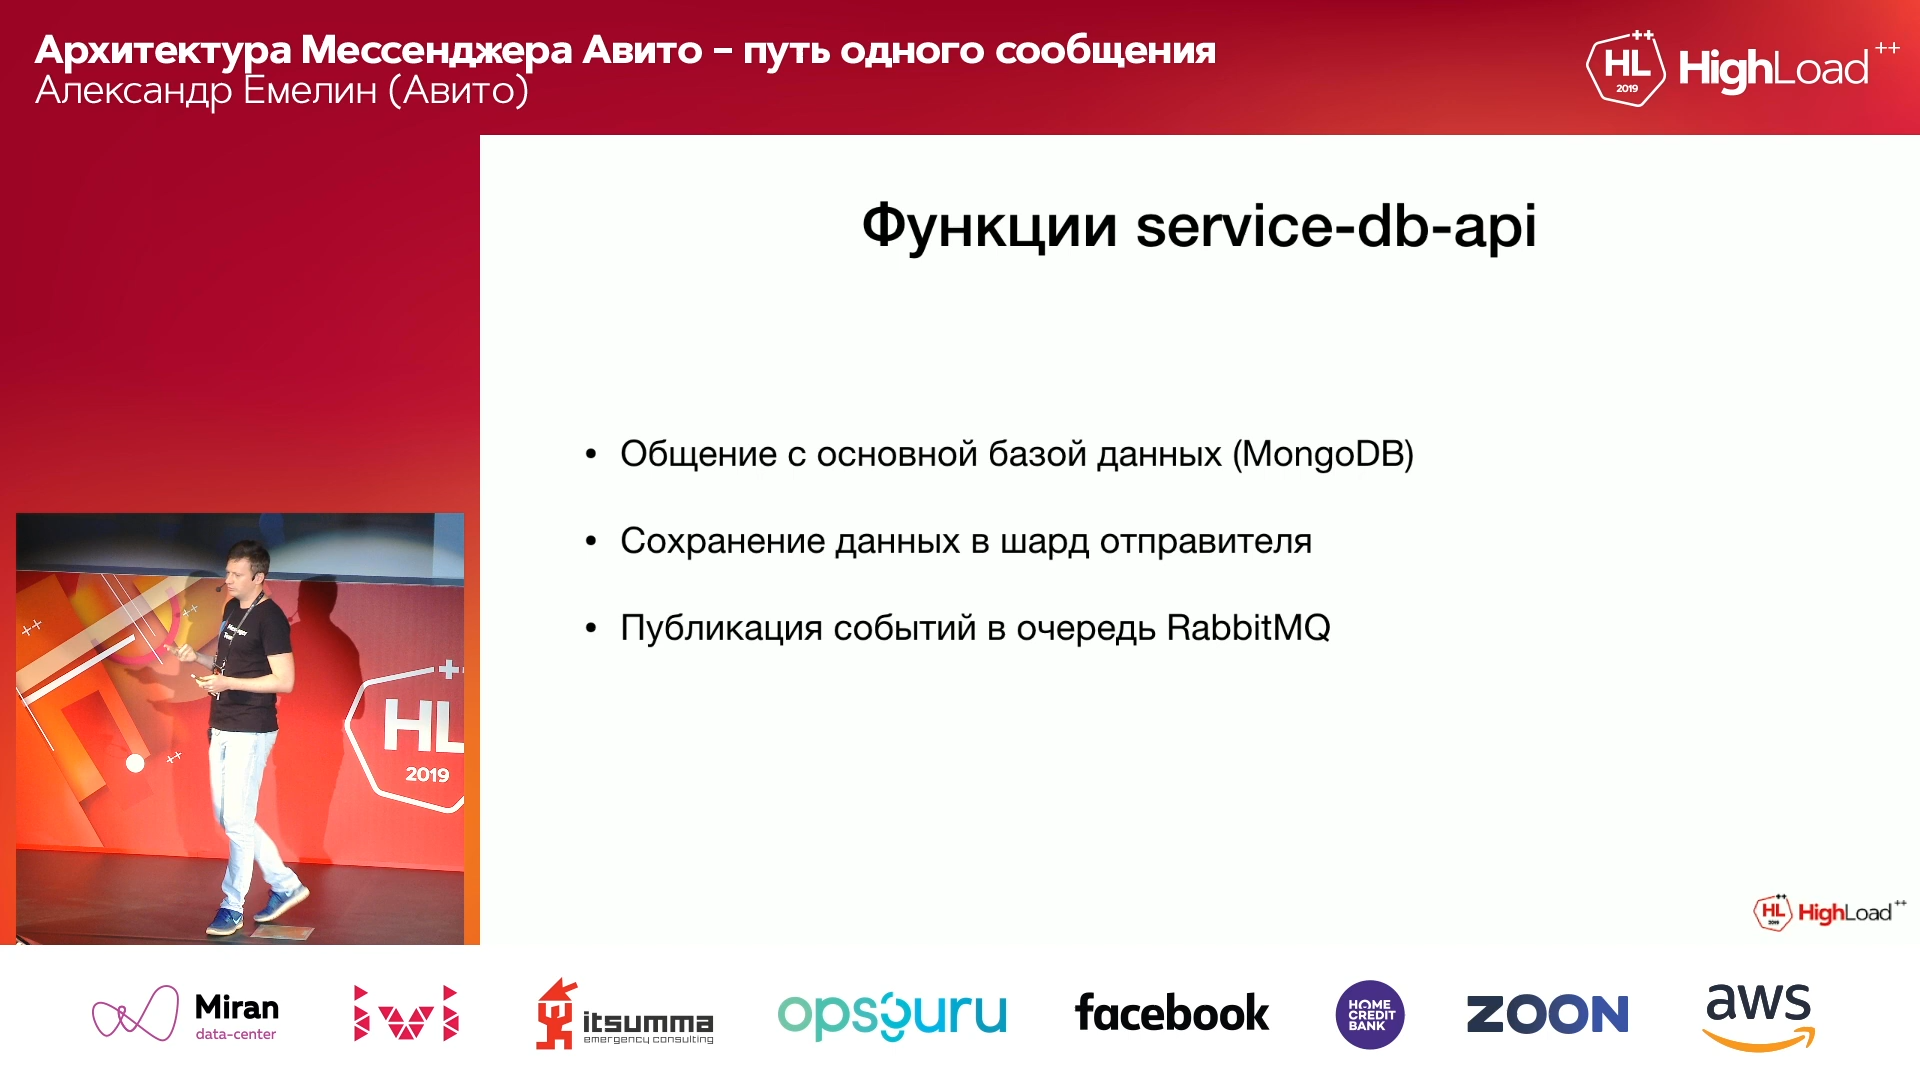 Архитектура Мессенджера Авито – путь одного сообщения
Александр Емелин (Авито)
HL++
2019
HighLoad++
Функции service-db-api
• Общение с основной базой данных (MongoDB)
• Сохранение данных в шард отправителя
• Публикация событий в очередь RabbitMQ
HL
2019
HL++
HighLoad++
Miran
data-center
ivi
itsumma
emergency consulting
opsguru
facebook
HOME
CREDIT
BANK
ZOON
aws